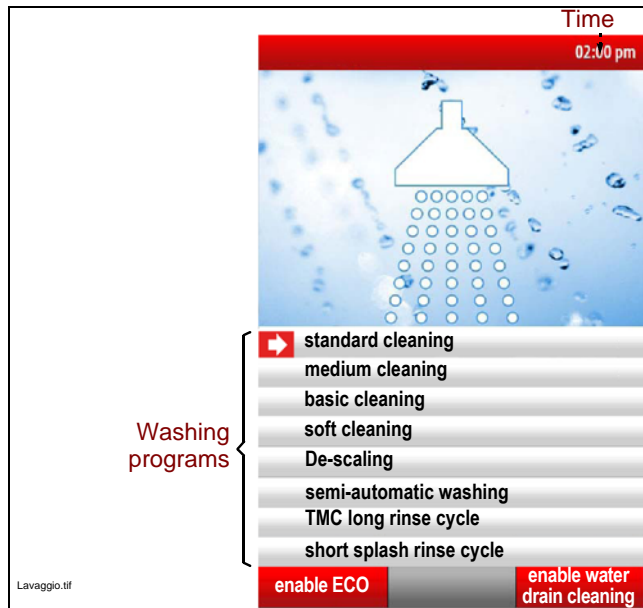 Time
02:00 pm
standard cleaning
medium cleaning
basic cleaning
soft cleaning
De-scaling
semi-automatic washing
TMC long rinse cycle
short splash rinse cycle
Washing
programs
enable ECO
enable water
drain cleaning
Lavaggio.tif